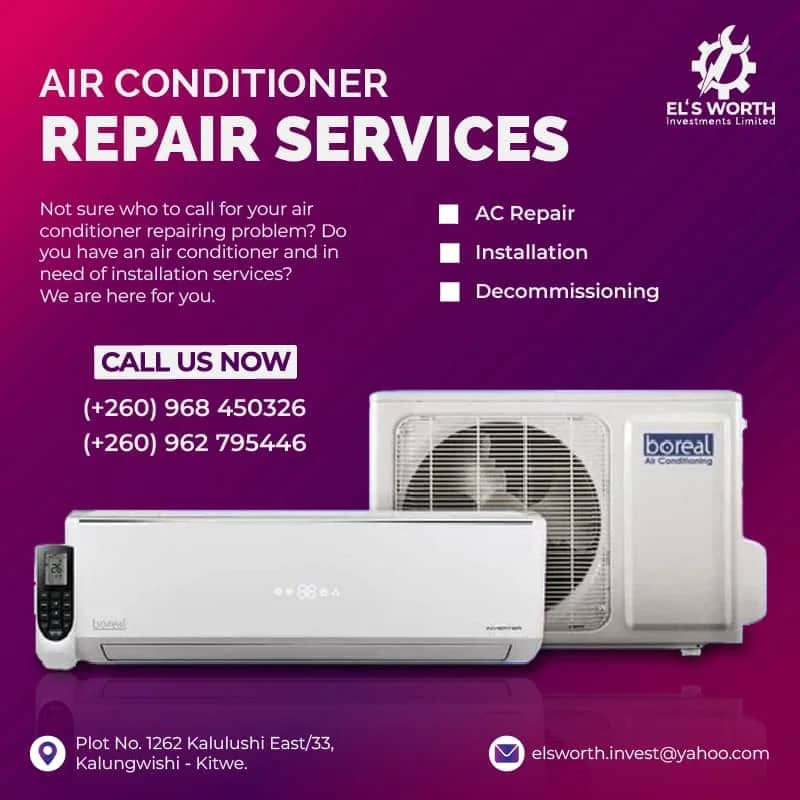 AIR CONDITIONER
REPAIR SERVICES
EL'S WORTH
Investments Limited
Not sure who to call for your air
conditioner repairing problem? Do
you have an air conditioner and in
need of installation services?
We are here for you.
AC Repair
Installation
Decommissioning
CALL US NOW
(+260) 968 450326
(+260) 962 795446
boreal
Air Conditioning
boreal
INVERTER
Plot No. 1262 Kalulushi East/33,
Kalungwishi - Kitwe.
elsworth.invest@yahoo.com